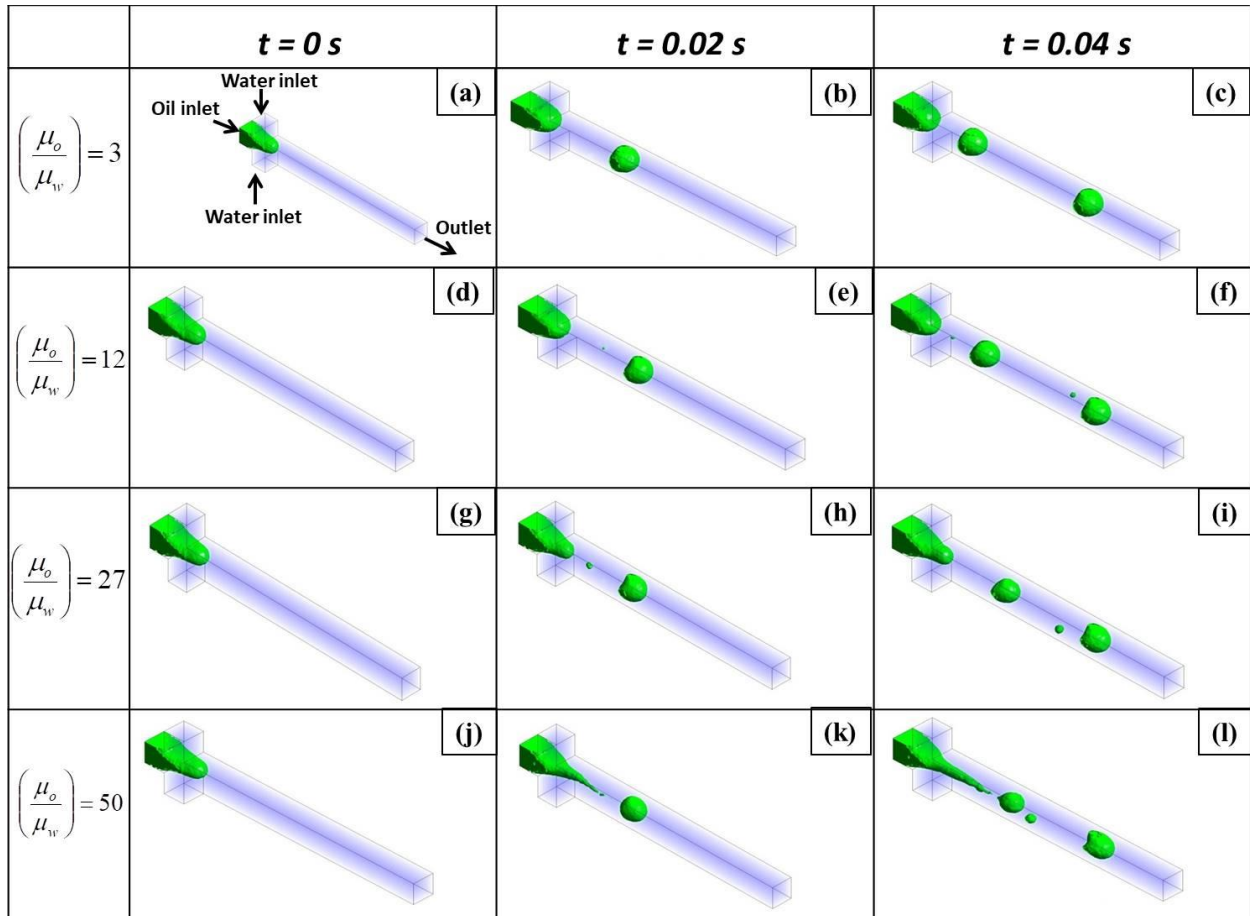 t = 0 s
t = 0.02 s
t = 0.04 s
(μo/μw) = 3
Water inlet
Oil inlet
Water inlet
Outlet
(a)
(b)
(c)
(μo/μw) = 12
(d)
(e)
(f)
(μo/μw) = 27
(g)
(h)
(i)
(μo/μw) = 50
(j)
(k)
(l)